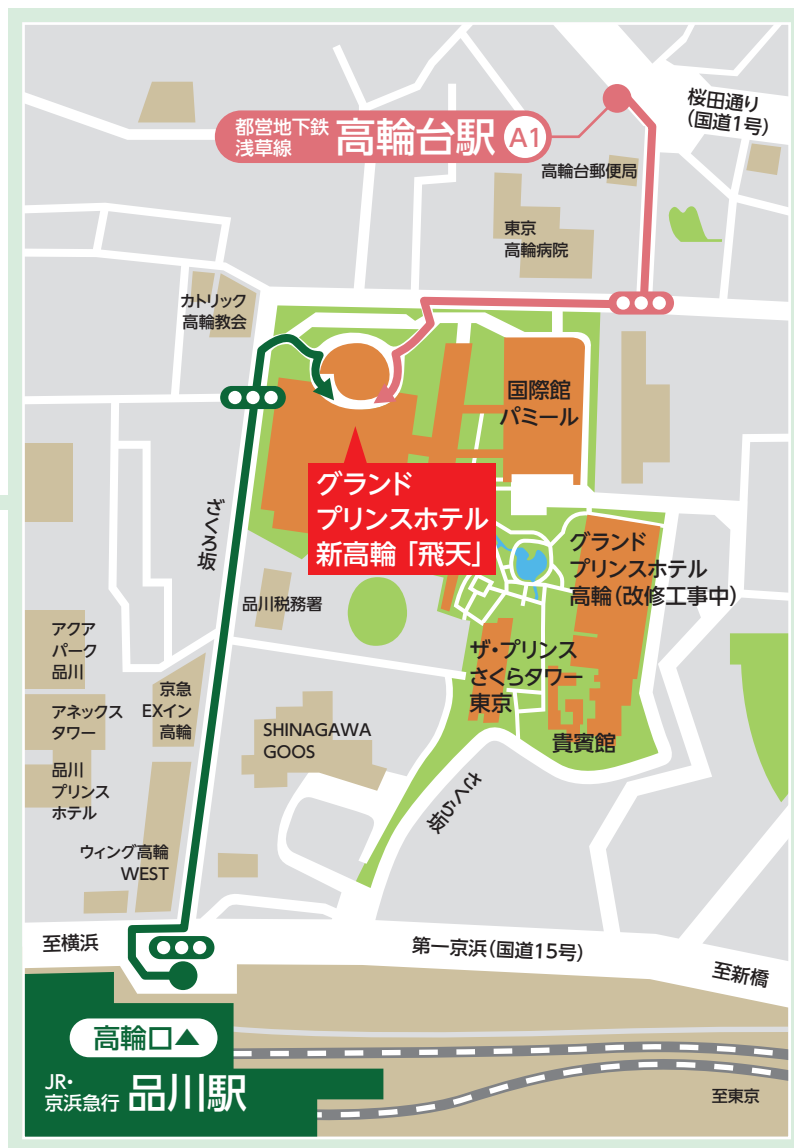 桜田通り
(国道1号)
都営地下鉄
浅草線
高輪台駅
A1
高輪台郵便局
東京
高輪病院
カトリック
高輪教会
国際館
パミール
グランド
プリンスホテル
新高輪「飛天」
ざくろ坂
グランド
プリンスホテル
高輪(改修工事中)
品川税務署
アクア
パーク
品川
ザ・プリンス
さくらタワー
東京
京急
EXイン
高輪
アネックス
タワー
SHINAGAWA
GOOS
貴賓館
品川
プリンス
ホテル
さくら坂
ウィング高輪
WEST
至横浜
第一京浜(国道15号)
至新橋
高輪口▲
JR・
京浜急行
品川駅
至東京